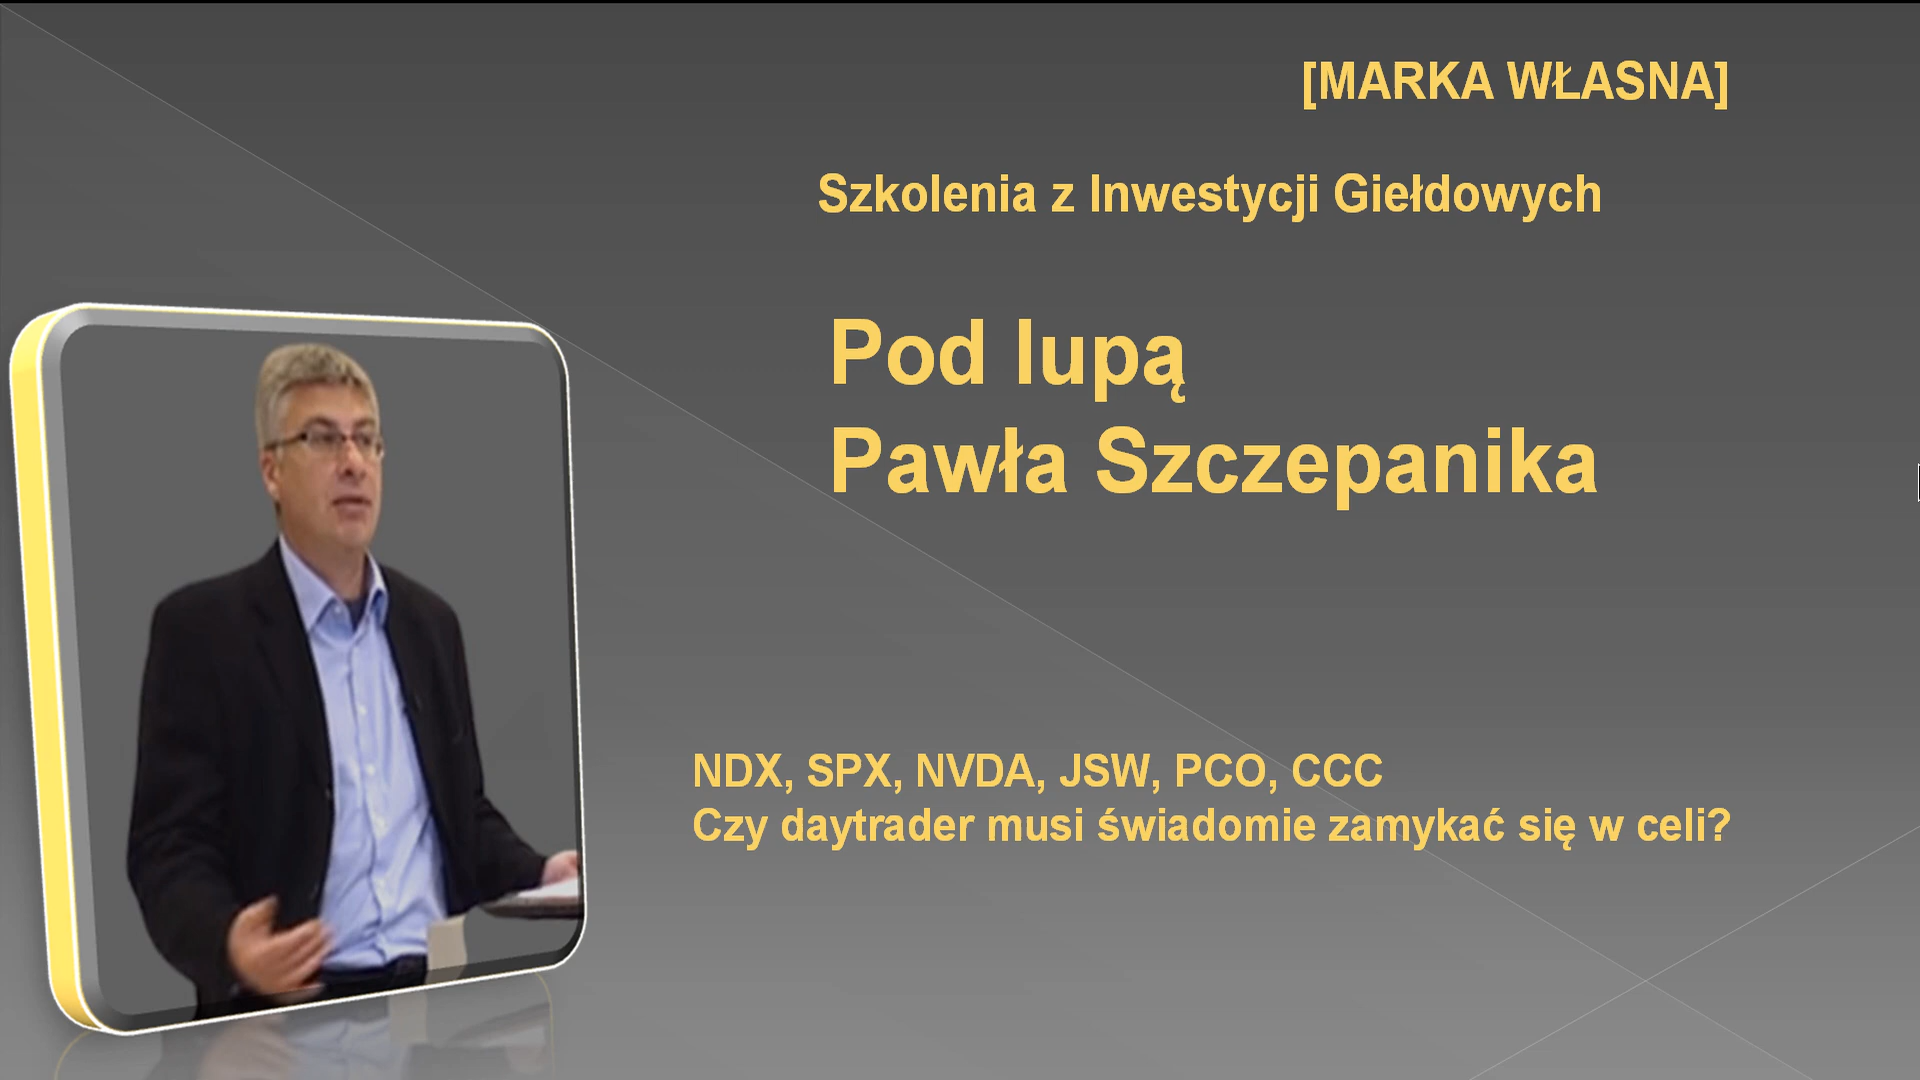 [MARKA WŁASNA]
Szkolenia z Inwestycji Giełdowych
Pod lupą
Pawła Szczepanika
NDX, SPX, NVDA, JSW, PCO, CCC
Czy daytrader musi świadomie zamykać się w celi?